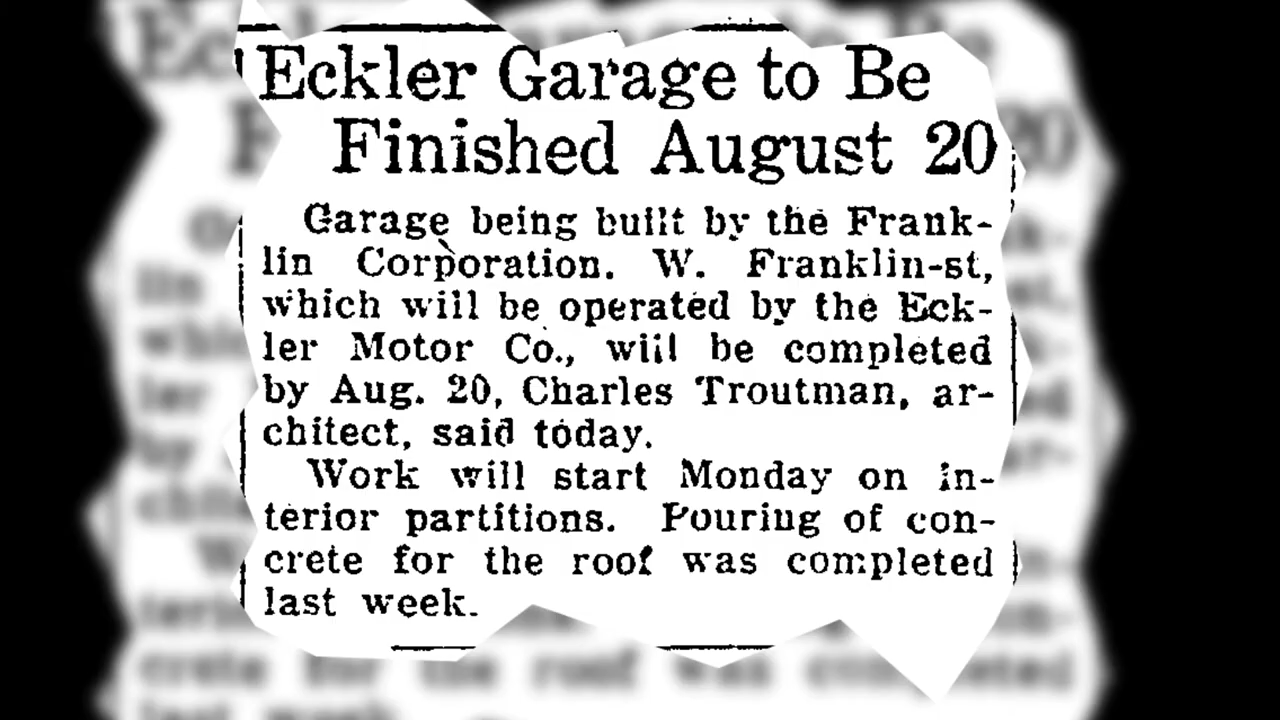 Eckler Garage to Be
Finished August 20
Garage being built by the Frank-
lin Corporation. W. Franklin-st,
which will be operated by the Eck-
ler Motor Co., will be completed
by Aug. 20, Charles Troutman, ar-
chitect, said today.
Work will start Monday on in-
terior partitions. Pouring of con-
crete for the roof was completed
last week.